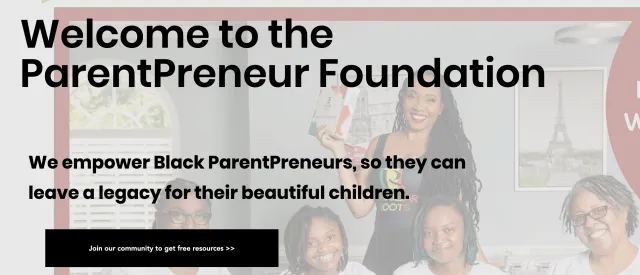 Welcome to the
ParentPreneur Foundation
We empower Black ParentPreneurs, so they can
leave a legacy for their beautiful children.
Join our community to get free resources >>